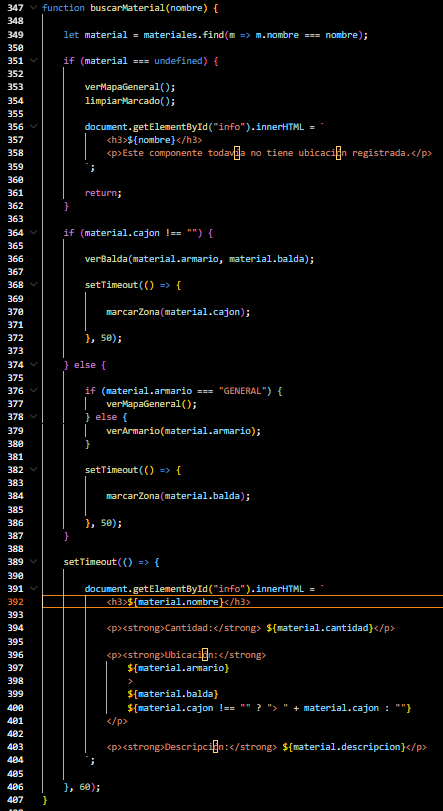 347 function buscarMaterial(nombre) {
348
349     let material = materiales.find(m => m.nombre === nombre);
350
351     if (material === undefined) {
352
353         verMapaGeneral();
354         limpiarMarcado();
355
356         document.getElementById("info").innerHTML = `
357             <h3>${nombre}</h3>
358             <p>Este componente todavía no tiene ubicación registrada.</p>
359         `;
360
361         return;
362     }
363
364     if (material.cajon !== "") {
365
366         verBalda(material.armario, material.balda);
367
368         setTimeout(() => {
369
370             marcarZona(material.cajon);
371
372         }, 50);
373
374     } else {
375
376         if (material.armario === "GENERAL") {
377             verMapaGeneral();
378         } else {
379             verArmario(material.armario);
380         }
381
382         setTimeout(() => {
383
384             marcarZona(material.balda);
385
386         }, 50);
387     }
388
389     setTimeout(() => {
390
391         document.getElementById("info").innerHTML = `
392             <h3>${material.nombre}</h3>
393
394             <p><strong>Cantidad:</strong> ${material.cantidad}</p>
395
396             <p><strong>Ubicación:</strong>
397                 ${material.armario}
398                 >
399                 ${material.balda}
400                 ${material.cajon !== "" ? "> " + material.cajon : ""}
401             </p>
402
403             <p><strong>Descripción:</strong> ${material.descripcion}</p>
404         `;
405
406     }, 60);
407 }